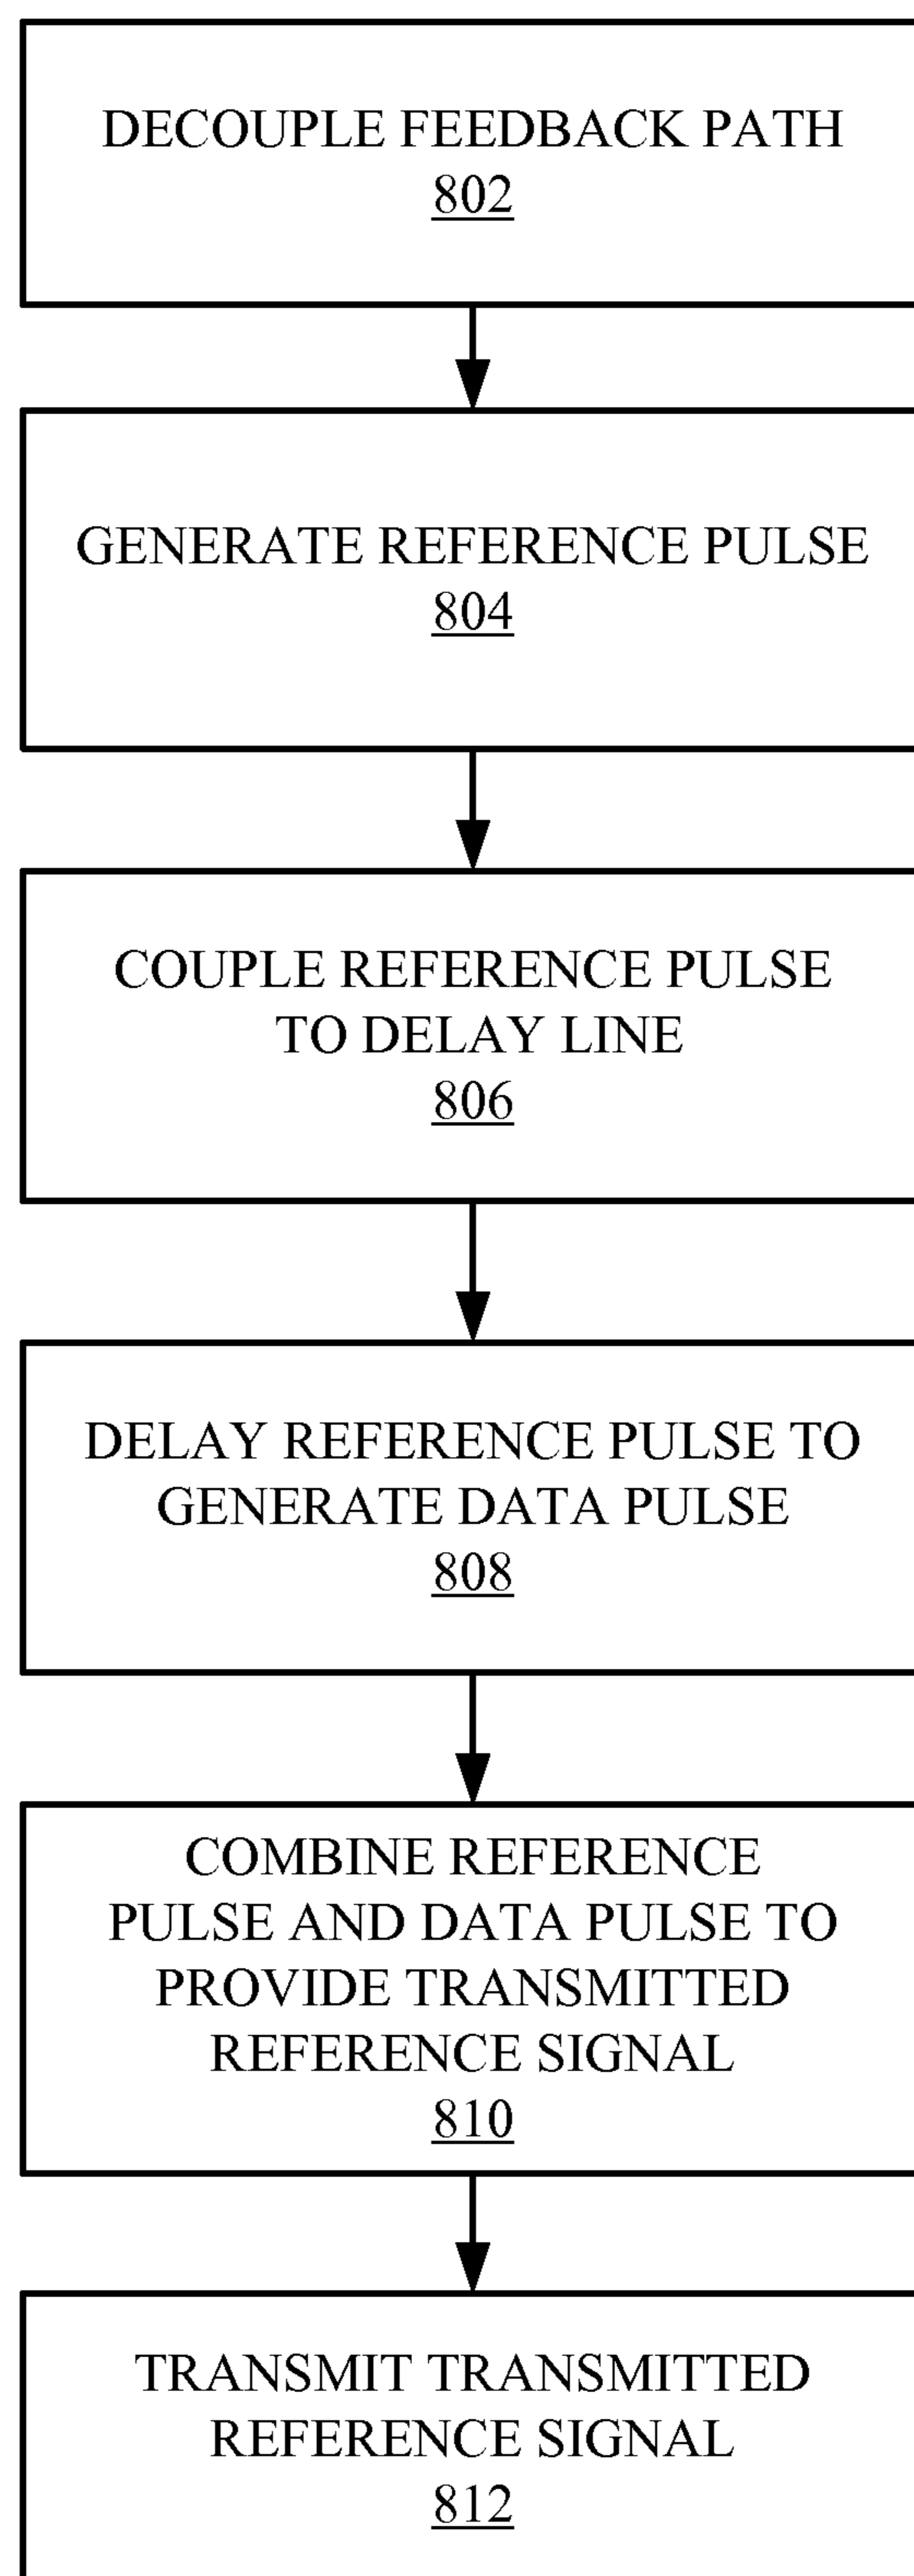 DECOUPLE FEEDBACK PATH
802
GENERATE REFERENCE PULSE
804
COUPLE REFERENCE PULSE
TO DELAY LINE
806
DELAY REFERENCE PULSE TO
GENERATE DATA PULSE
808
COMBINE REFERENCE
PULSE AND DATA PULSE TO
PROVIDE TRANSMITTED
REFERENCE SIGNAL
810
TRANSMIT TRANSMITTED
REFERENCE SIGNAL
812